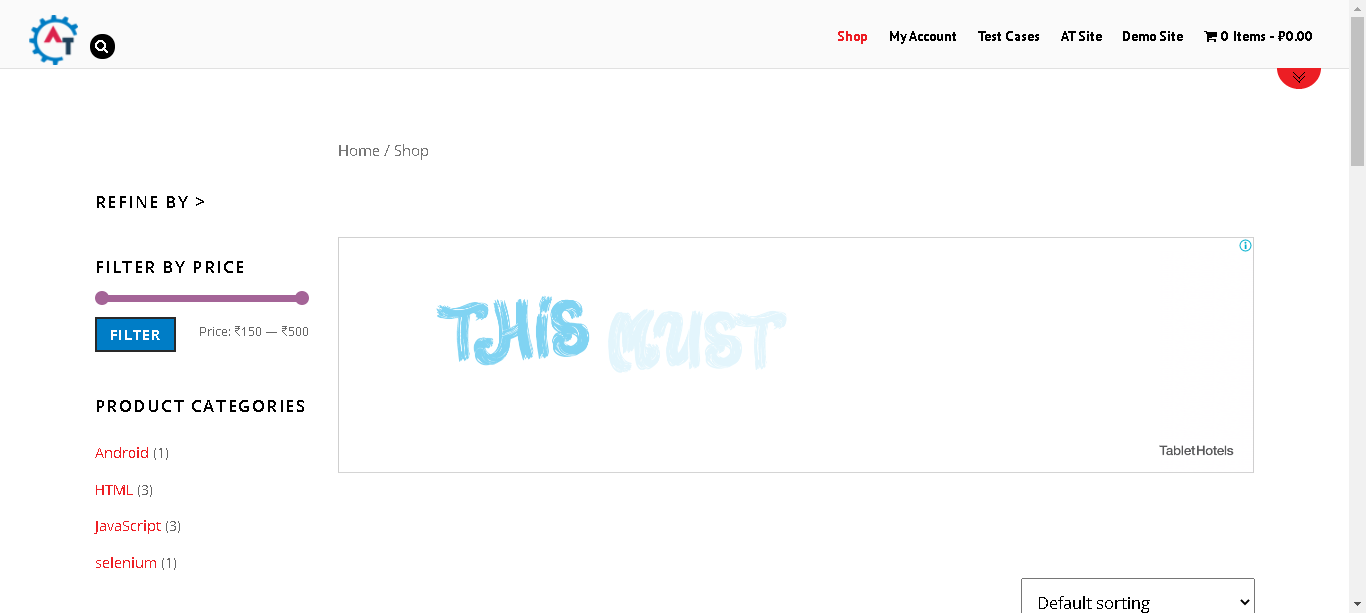 AT
Shop
My Account
Test Cases
AT Site
Demo Site
0 Items - ₽0.00
Home / Shop
REFINE BY >
FILTER BY PRICE
FILTER
Price: ₹150 — ₹500
PRODUCT CATEGORIES
Android (1)
HTML (3)
JavaScript (3)
selenium (1)
THIS MUST
TabletHotels
Default sorting